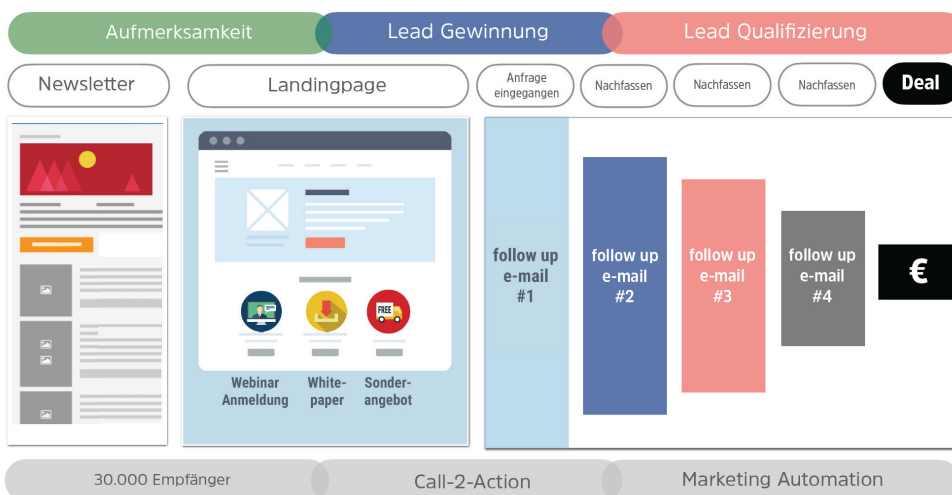 Aufmerksamkeit
Lead Gewinnung
Lead Qualifizierung
Newsletter
Landingpage
Anfrage
eingegangen
Nachfassen
Nachfassen
Nachfassen
Deal
FREE
Webinar
Anmeldung
White-
paper
Sonder-
angebot
follow up
e-mail
#1
follow up
e-mail
#2
follow up
e-mail
#3
follow up
e-mail
#4
€
30.000 Empfänger
Call-2-Action
Marketing Automation